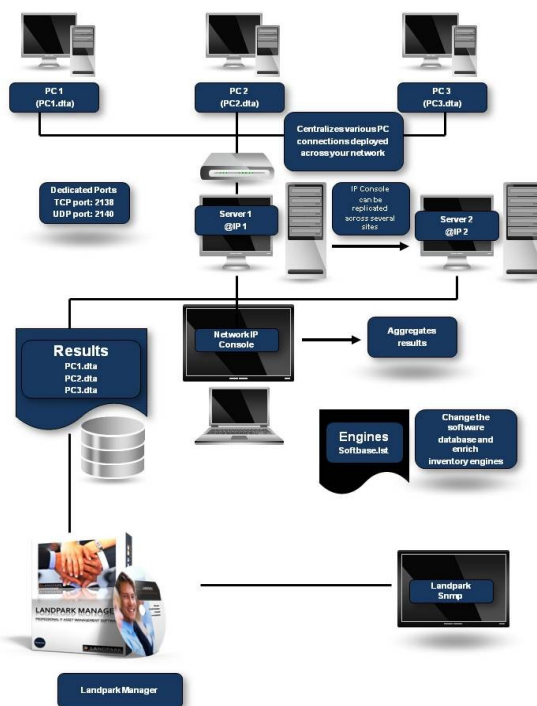 PC 1
(PC1.dta)
PC 2
(PC2.dta)
PC 3
(PC3.dta)
Centralizes various PC
connections deployed
across your network
Dedicated Ports
TCP port: 2138
UDP port: 2140
Server 1
@IP 1
IP Console
can be
replicated
across several
sites
Server 2
@IP 2
Network IP
Console
Aggregates
results
Results
PC1.dta
PC2.dta
PC3.dta
Engines
Softbase.lst
Change the
software
database and
enrich
inventory engines
LANDPARK MANAGE
PROFESSIONAL IT ASSET MANAGEMENT SOFTWARE
LANDPARK
Landpark
Snmp
Landpark Manager